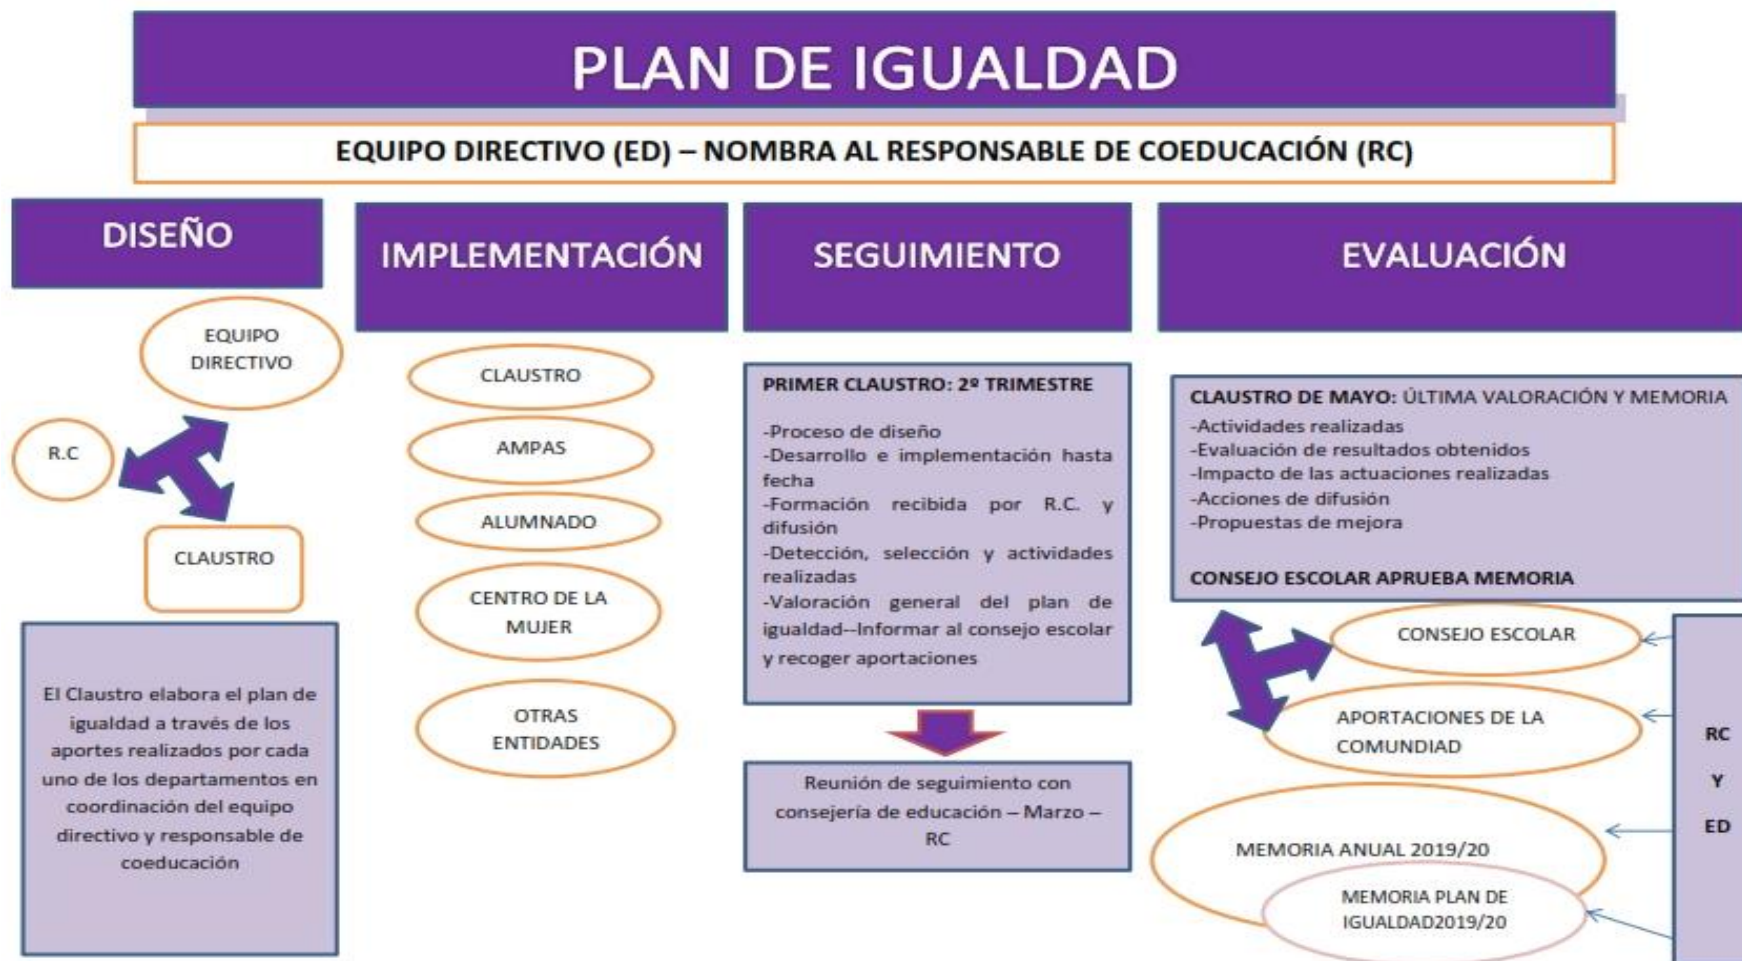 PLAN DE IGUALDAD
EQUIPO DIRECTIVO (ED) – NOMBRA AL RESPONSABLE DE COEDUCACIÓN (RC)
DISEÑO
EQUIPO
DIRECTIVO
R.C
CLAUSTRO
El Claustro elabora el plan de
igualdad a través de los
aportes realizados por cada
uno de los departamentos en
coordinación del equipo
directivo y responsable de
coeducación
IMPLEMENTACIÓN
CLAUSTRO
AMPAS
ALUMNADO
CENTRO DE LA
MUJER
OTRAS
ENTIDADES
SEGUIMIENTO
PRIMER CLAUSTRO: 2º TRIMESTRE
-Proceso de diseño
-Desarrollo e implementación hasta
fecha
-Formación recibida por R.C. y
difusión
-Detección, selección y actividades
realizadas
-Valoración general del plan de
igualdad--Informar al consejo escolar
y recoger aportaciones
Reunión de seguimiento con
consejería de educación – Marzo –
RC
EVALUACIÓN
CLAUSTRO DE MAYO: ÚLTIMA VALORACIÓN Y MEMORIA
-Actividades realizadas
-Evaluación de resultados obtenidos
-Impacto de las actuaciones realizadas
-Acciones de difusión
-Propuestas de mejora
CONSEJO ESCOLAR APRUEBA MEMORIA
CONSEJO ESCOLAR
APORTACIONES DE LA
COMUNDIAD
MEMORIA ANUAL 2019/20
MEMORIA PLAN DE
IGUALDAD2019/20
RC
Y
ED